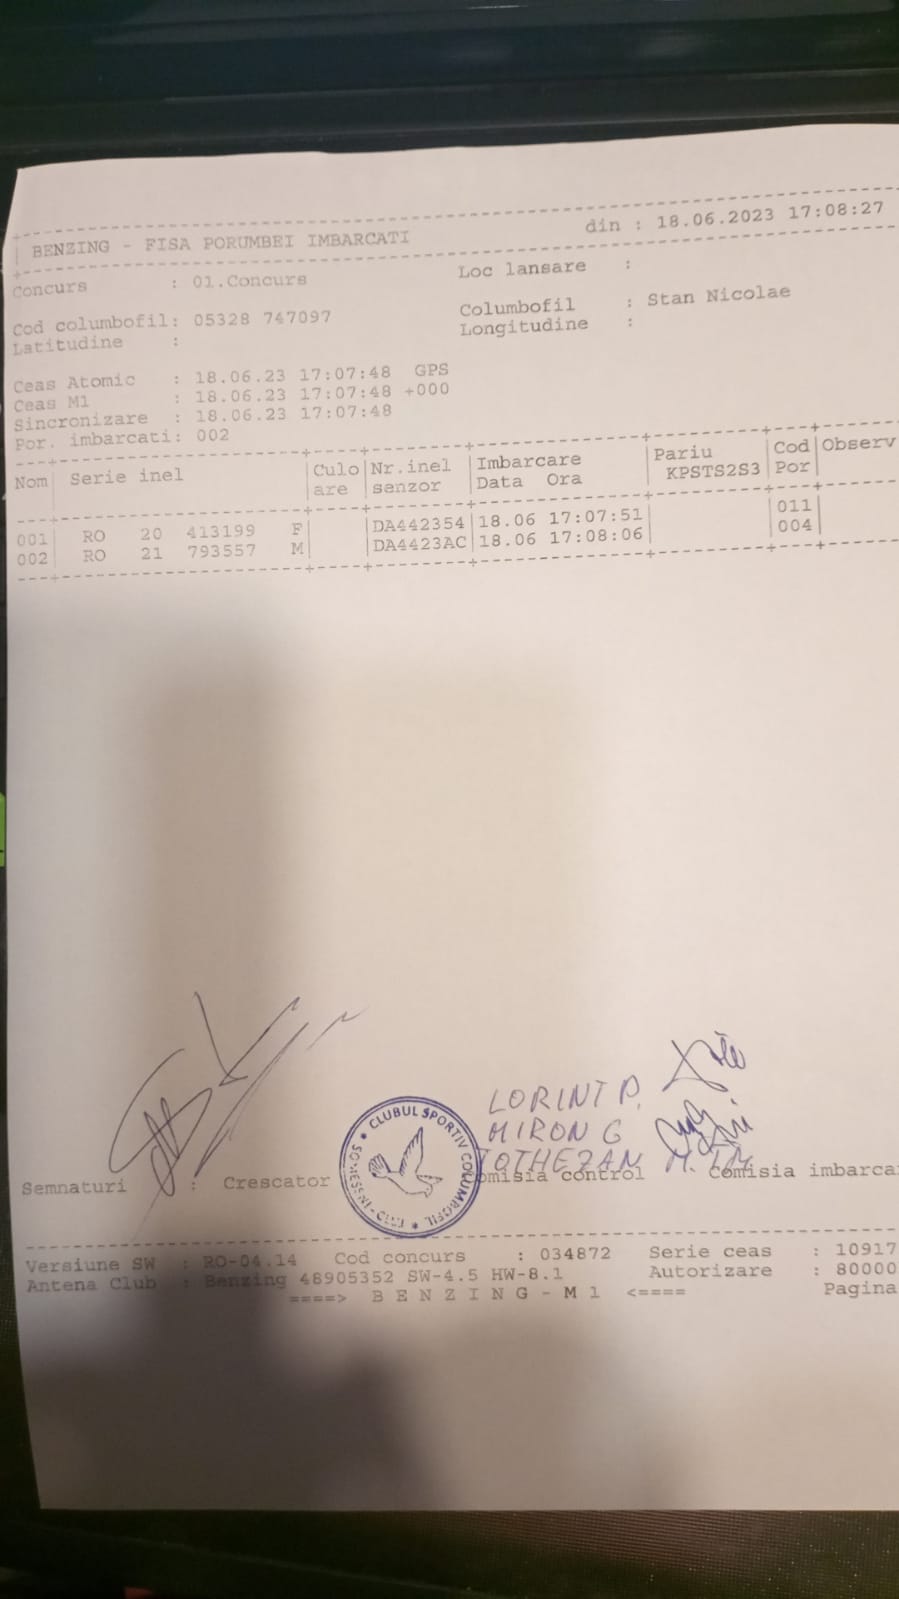 BENZING - FISA PORUMBEI IMBARCATI din : 18.06.2023 17:08:27
Concurs : 01.Concurs Loc lansare :
Cod columbofil: 05328 747097 Columbofil : Stan Nicolae
Latitudine : Longitudine :
Ceas Atomic : 18.06.23 17:07:48 GPS
Ceas M1 : 18.06.23 17:07:48 +000
Sincronizare : 18.06.23 17:07:48
Por. imbarcati: 002
Nom Serie inel Culo Nr.inel Imbarcare Pariu Cod Observ
are senzor Data Ora KPSTS2S3 Por
001 RO 20 413199 F DA442354 18.06 17:07:51 011
002 RO 21 793557 M DA4423AC 18.06 17:08:06 004
LORINT P.
MIRON G
TOTHEZAN
CLUBUL SPORTIV COLUMBOFIL
Semnaturi : Crescator Comisia control Comisia imbarca
Versiune SW : RO-04.14 Cod concurs : 034872 Serie ceas : 10917
Antena Club : Benzing 48905352 SW-4.5 HW-8.1 Autorizare : 80000
====> B E N Z I N G - M 1 <==== Pagina